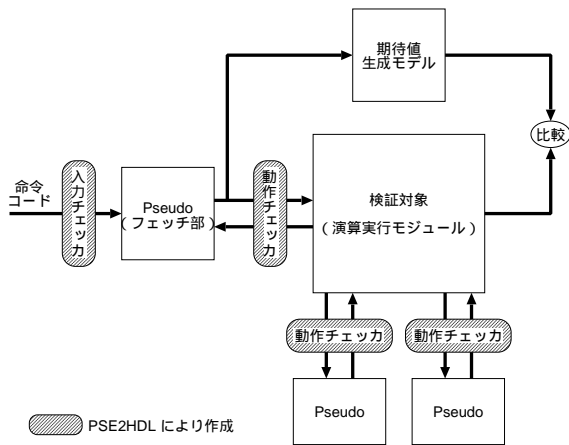 期待値
生成モデル
比較
命令
コード
入力チェッカ
Pseudo
(フェッチ部)
動作チェッカ
検証対象
(演算実行モジュール)
動作チェッカ
動作チェッカ
Pseudo
Pseudo
PSE2HDL により作成